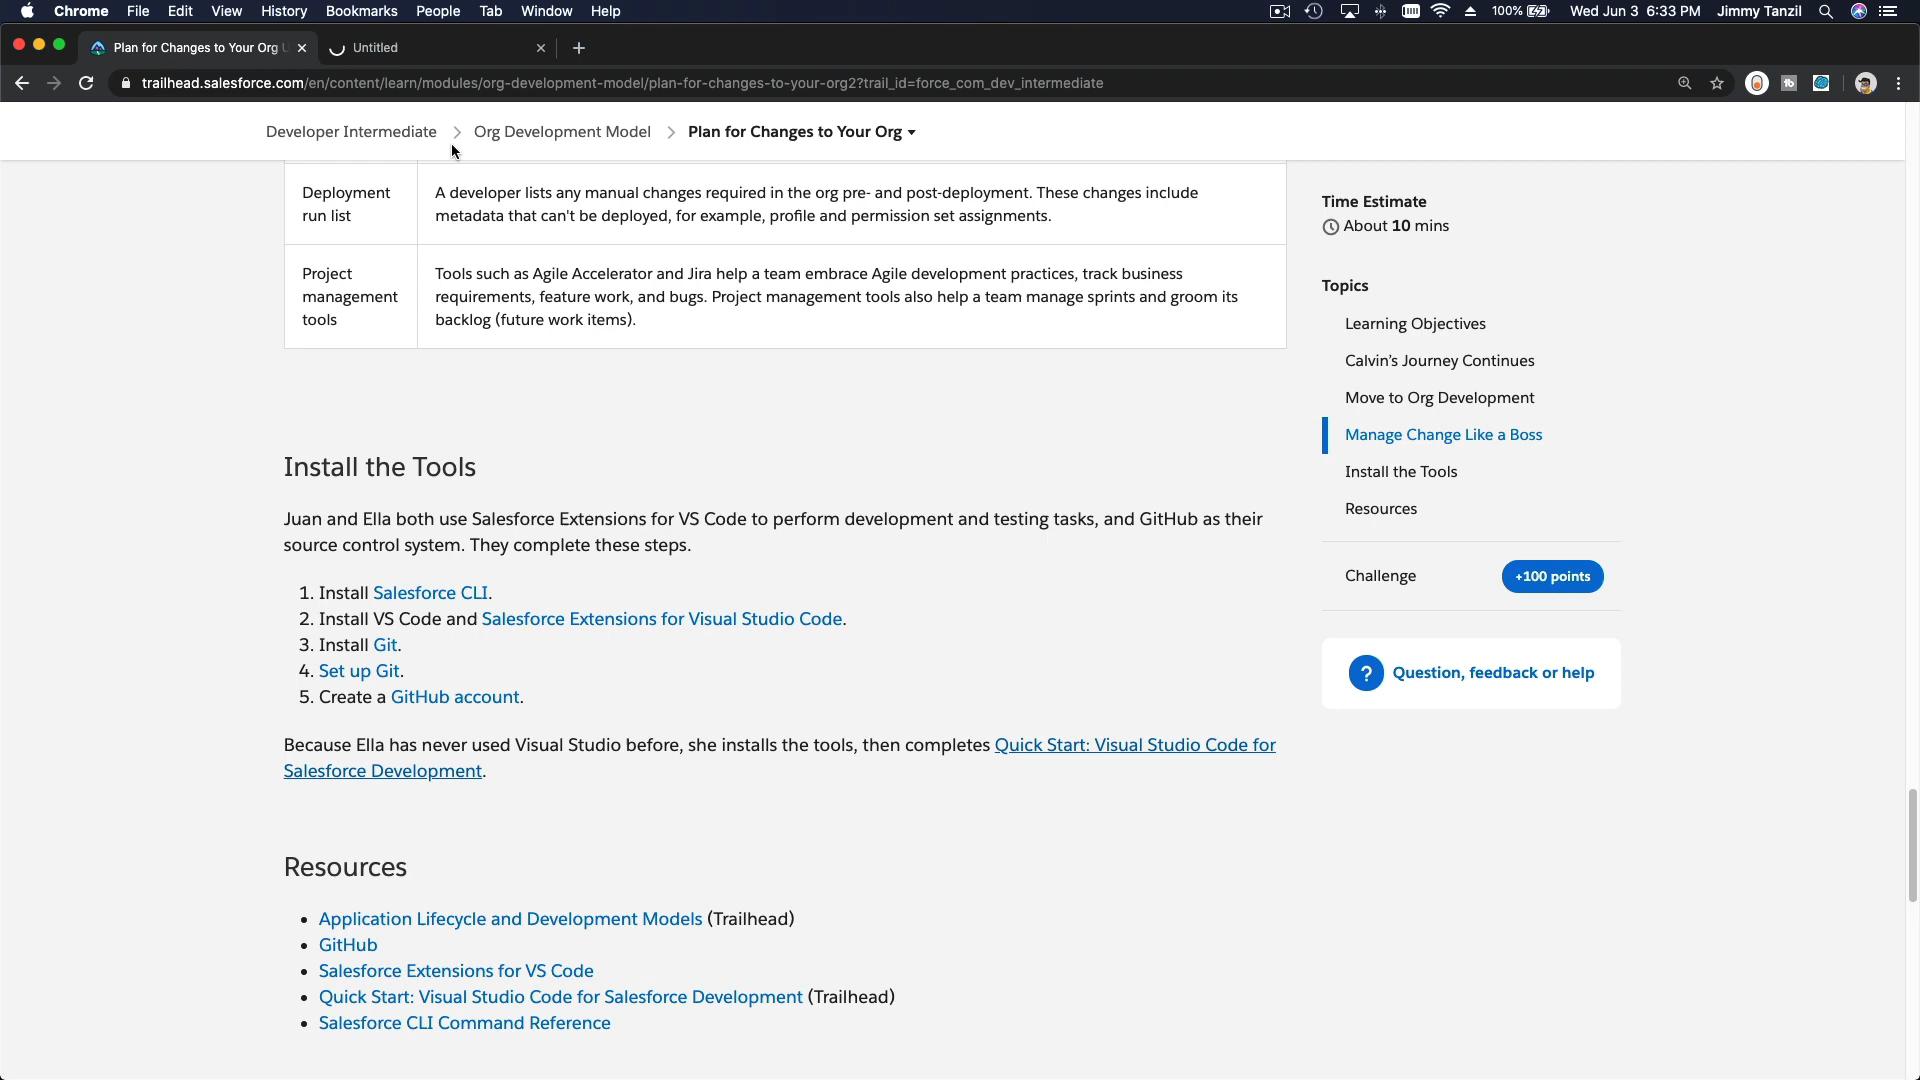 Chrome File Edit View History Bookmarks People Tab Window Help 100% Wed Jun 3 6:33 PM Jimmy Tanzil
Plan for Changes to Your Org U Untitled
trailhead.salesforce.com/en/content/learn/modules/org-development-model/plan-for-changes-to-your-org2?trail_id=force_com_dev_intermediate
Developer Intermediate Org Development Model Plan for Changes to Your Org
Deployment
run list
A developer lists any manual changes required in the org pre- and post-deployment. These changes include
metadata that can't be deployed, for example, profile and permission set assignments.
Project
management
tools
Tools such as Agile Accelerator and Jira help a team embrace Agile development practices, track business
requirements, feature work, and bugs. Project management tools also help a team manage sprints and groom its
backlog (future work items).
Install the Tools
Juan and Ella both use Salesforce Extensions for VS Code to perform development and testing tasks, and GitHub as their
source control system. They complete these steps.
1. Install Salesforce CLI.
2. Install VS Code and Salesforce Extensions for Visual Studio Code.
3. Install Git.
4. Set up Git.
5. Create a GitHub account.
Because Ella has never used Visual Studio before, she installs the tools, then completes Quick Start: Visual Studio Code for
Salesforce Development.
Resources
• Application Lifecycle and Development Models (Trailhead)
• GitHub
• Salesforce Extensions for VS Code
• Quick Start: Visual Studio Code for Salesforce Development (Trailhead)
• Salesforce CLI Command Reference
Time Estimate
About 10 mins
Topics
Learning Objectives
Calvin's Journey Continues
Move to Org Development
Manage Change Like a Boss
Install the Tools
Resources
Challenge +100 points
? Question, feedback or help